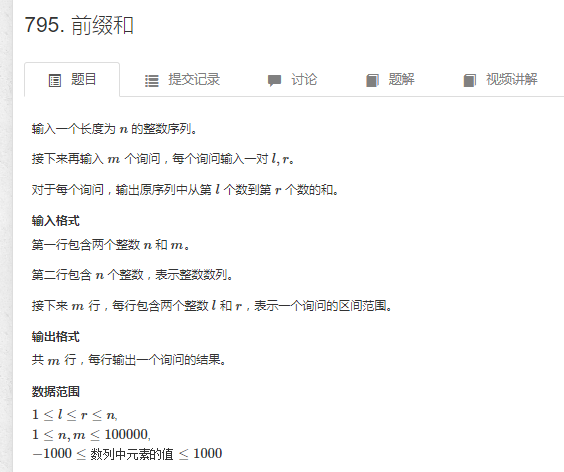 795. 前缀和
题目 提交记录 讨论 题解 视频讲解
输入一个长度为 n 的整数序列。
接下来再输入 m 个询问，每个询问输入一对 l, r。
对于每个询问，输出原序列中从第 l 个数到第 r 个数的和。
输入格式
第一行包含两个整数 n 和 m。
第二行包含 n 个整数，表示整数数列。
接下来 m 行，每行包含两个整数 l 和 r，表示一个询问的区间范围。
输出格式
共 m 行，每行输出一个询问的结果。
数据范围
1 ≤ l ≤ r ≤ n,
1 ≤ n, m ≤ 100000,
−1000 ≤ 数列中元素的值 ≤ 1000